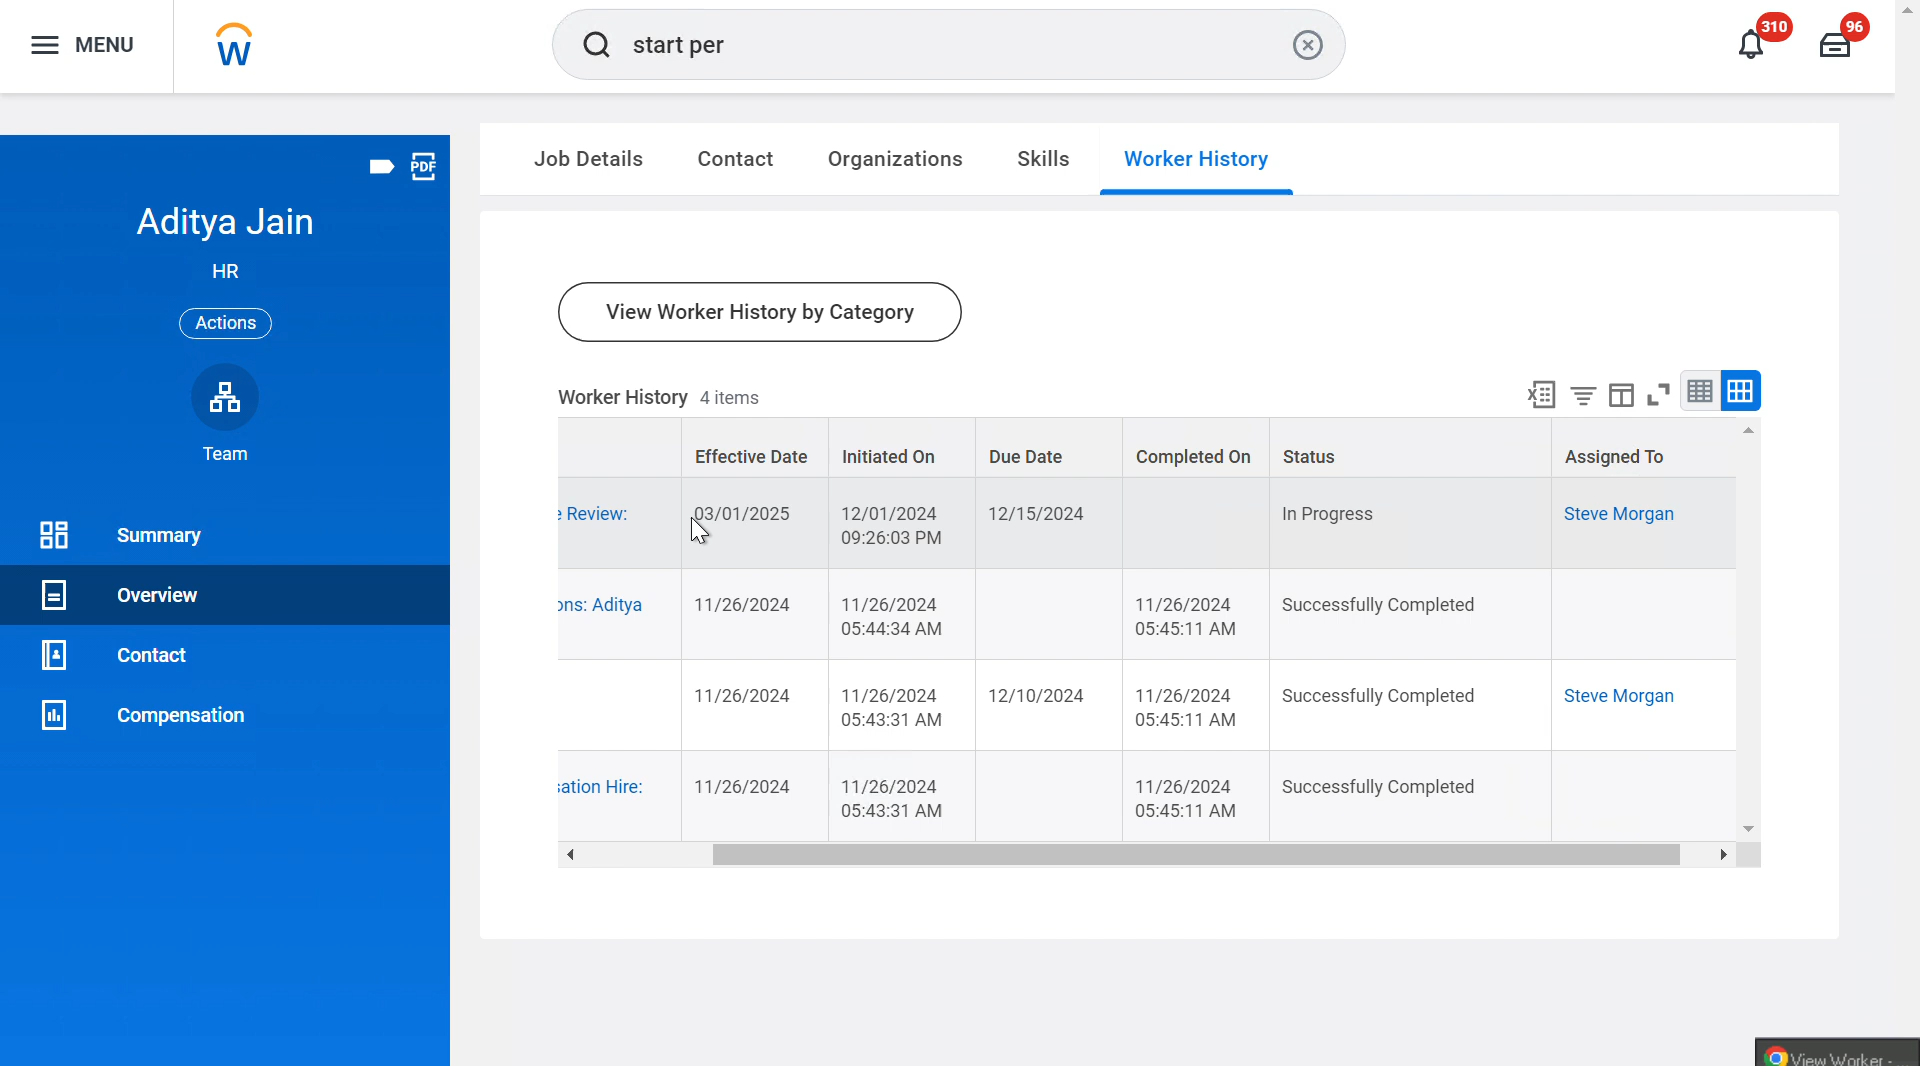 MENU
W
start per
310
96
PDF
Aditya Jain
HR
Actions
Team
Summary
Overview
Contact
Compensation
Job Details
Contact
Organizations
Skills
Worker History
View Worker History by Category
Worker History 4 items
Effective Date
Initiated On
Due Date
Completed On
Status
Assigned To
Review:
03/01/2025
12/01/2024
09:26:03 PM
12/15/2024
In Progress
Steve Morgan
ons: Aditya
11/26/2024
11/26/2024
05:44:34 AM
11/26/2024
05:45:11 AM
Successfully Completed
11/26/2024
11/26/2024
05:43:31 AM
12/10/2024
11/26/2024
05:45:11 AM
Successfully Completed
Steve Morgan
ation Hire:
11/26/2024
11/26/2024
05:43:31 AM
11/26/2024
05:45:11 AM
Successfully Completed
View Worker -